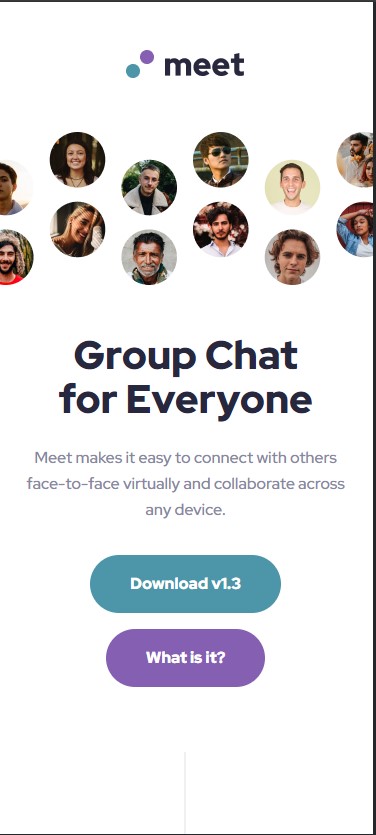 meet
Group Chat
for Everyone
Meet makes it easy to connect with others
face-to-face virtually and collaborate across
any device.
Download v1.3
What is it?